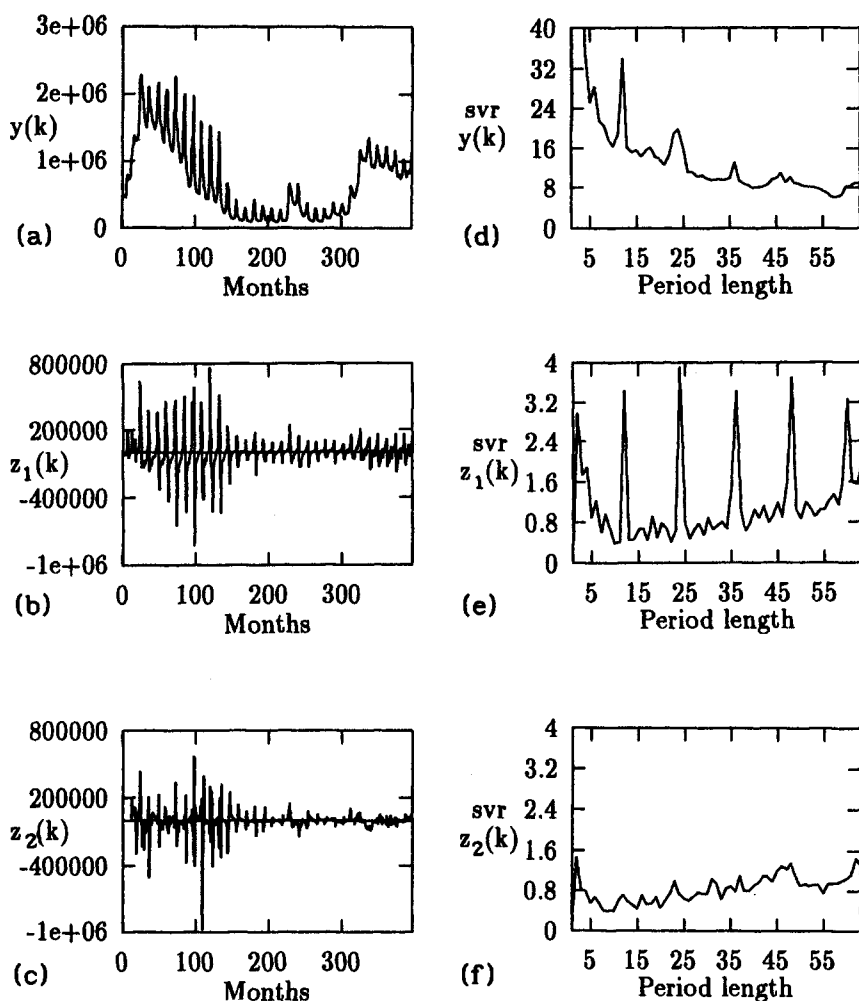 3e+06
2e+06
y(k)
1e+06
0
(a)
0 100 200 300
Months
40
32
svr
24
y(k)
16
8
0
(d)
5 15 25 35 45 55
Period length
800000
200000
z₁(k)
-400000
-1e+06
(b)
0 100 200 300
Months
4
3.2
svr
2.4
z₁(k)
1.6
0.8
0
(e)
5 15 25 35 45 55
Period length
800000
200000
z₂(k)
-400000
-1e+06
(c)
0 100 200 300
Months
4
3.2
svr
2.4
z₂(k)
1.6
0.8
0
(f)
5 15 25 35 45 55
Period length